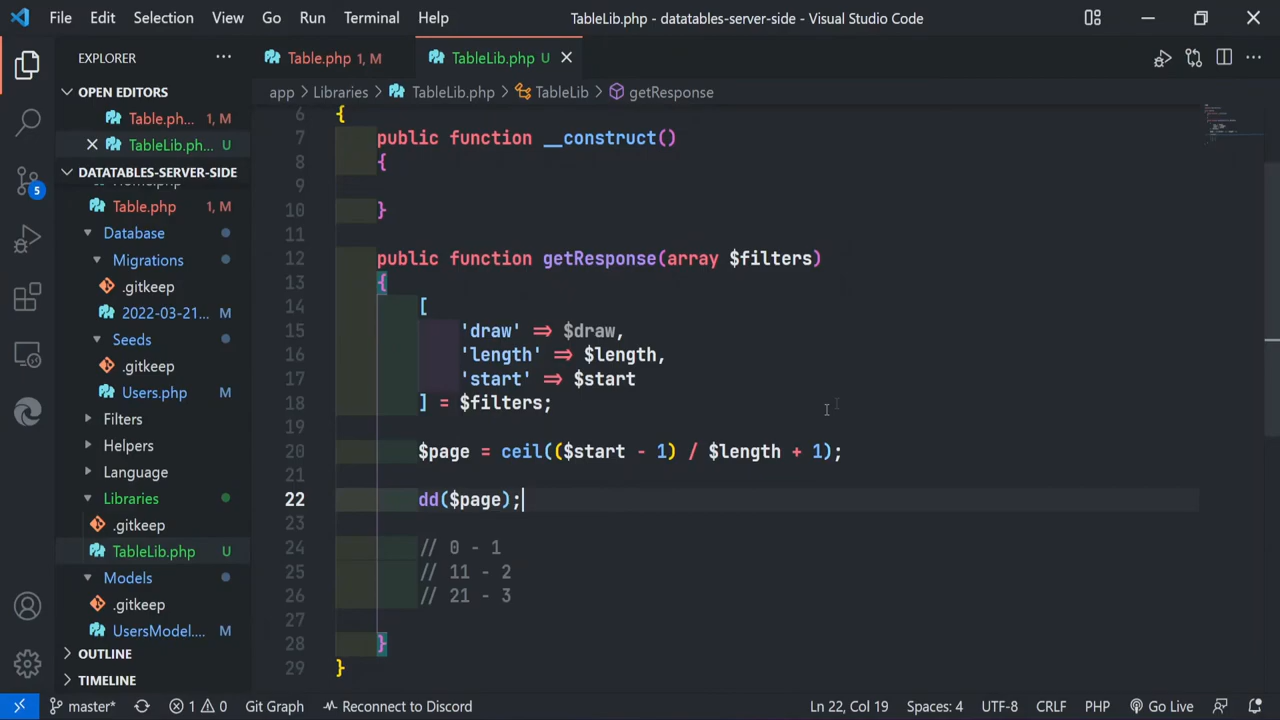 File Edit Selection View Go Run Terminal Help TableLib.php - datatables-server-side - Visual Studio Code
EXPLORER
Table.php 1, M
TableLib.php U
app Libraries TableLib.php TableLib getResponse
OPEN EDITORS
Table.ph... 1, M
TableLib.ph... U
DATATABLES-SERVER-SIDE
Table.php 1, M
Database
Migrations
.gitkeep
2022-03-21... M
Seeds
.gitkeep
Users.php M
Filters
Helpers
Language
Libraries
.gitkeep
TableLib.php U
Models
.gitkeep
UsersModel.... M
OUTLINE
TIMELINE
5
6 {
7 public function __construct()
8 {
9
10 }
11
12 public function getResponse(array $filters)
13 {
14 [
15 'draw' => $draw,
16 'length' => $length,
17 'start' => $start
18 ] = $filters;
19
20 $page = ceil(($start - 1) / $length + 1);
21
22 dd($page);
23
24 // 0 - 1
25 // 11 - 2
26 // 21 - 3
27
28 }
29 }
master* 1 0 Git Graph Reconnect to Discord Ln 22, Col 19 Spaces: 4 UTF-8 CRLF PHP Go Live